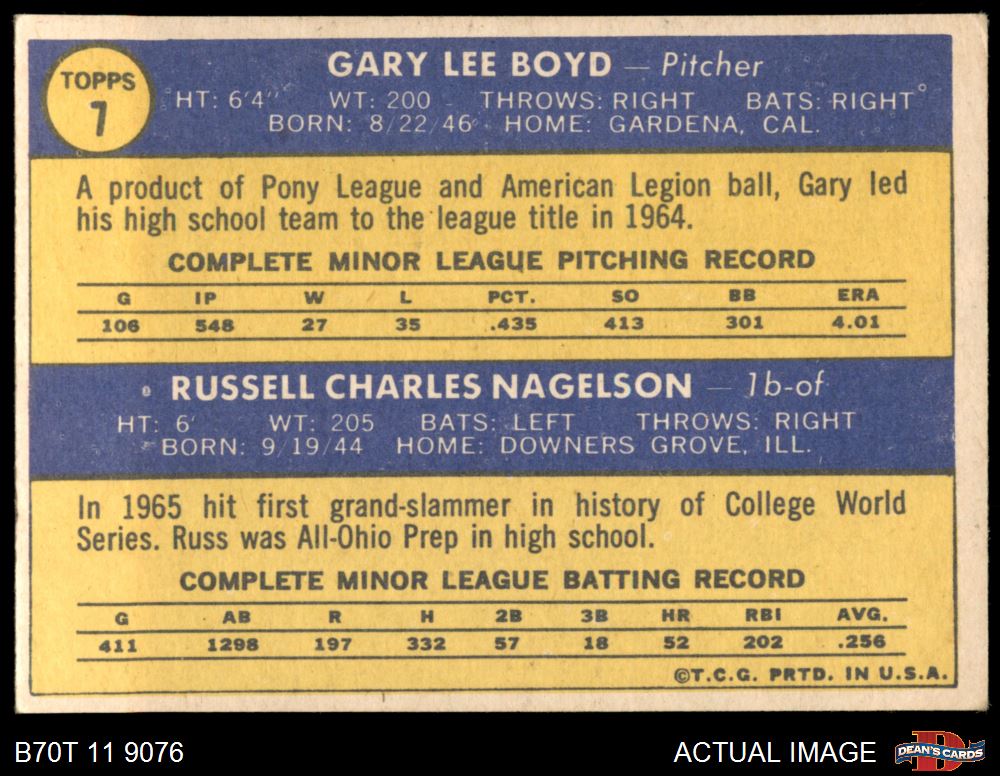 TOPPS
7
GARY LEE BOYD — Pitcher
HT: 6'4" WT: 200 THROWS: RIGHT BATS: RIGHT
BORN: 8/22/46 HOME: GARDENA, CAL.
A product of Pony League and American Legion ball, Gary led
his high school team to the league title in 1964.
COMPLETE MINOR LEAGUE PITCHING RECORD
G IP W L PCT. SO BB ERA
106 548 27 35 .435 413 301 4.01
RUSSELL CHARLES NAGELSON — 1b-of
HT: 6' WT: 205 BATS: LEFT THROWS: RIGHT
BORN: 9/19/44 HOME: DOWNERS GROVE, ILL.
In 1965 hit first grand-slammer in history of College World
Series. Russ was All-Ohio Prep in high school.
COMPLETE MINOR LEAGUE BATTING RECORD
G AB R H 2B 3B HR RBI AVG.
411 1298 197 332 57 18 52 202 .256
©T.C.G. PRTD. IN U.S.A.
B70T 11 9076
ACTUAL IMAGE
DEAN'S CARDS